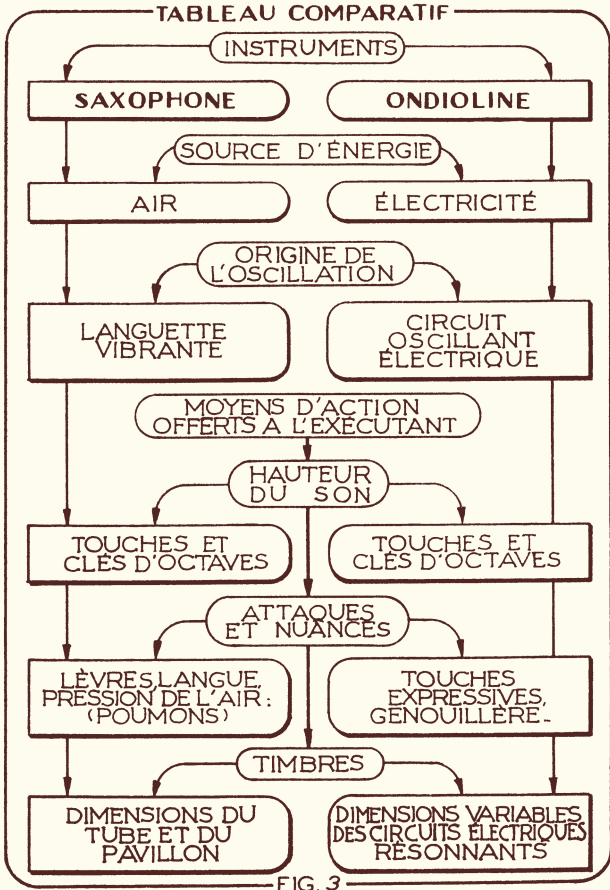 TABLEAU COMPARATIF
INSTRUMENTS
SAXOPHONE
ONDIOLINE
SOURCE D'ÉNERGIE
AIR
ÉLECTRICITÉ
ORIGINE DE
L'OSCILLATION
LANGUETTE
VIBRANTE
CIRCUIT
OSCILLANT
ÉLECTRIQUE
MOYENS D'ACTION
OFFERTS A L'EXÉCUTANT
HAUTEUR
DU SON
TOUCHES ET
CLÉS D'OCTAVES
TOUCHES ET
CLÉS D'OCTAVES
ATTAQUES
ET NUANCES
LÈVRES, LANGUE,
PRESSION DE L'AIR :
(POUMONS)
TOUCHES
EXPRESSIVES,
GENOUILLÈRE_
TIMBRES
DIMENSIONS DU
TUBE ET DU
PAVILLON
DIMENSIONS VARIABLES
DES CIRCUITS ÉLECTRIQUES
RÉSONNANTS
FIG. 3